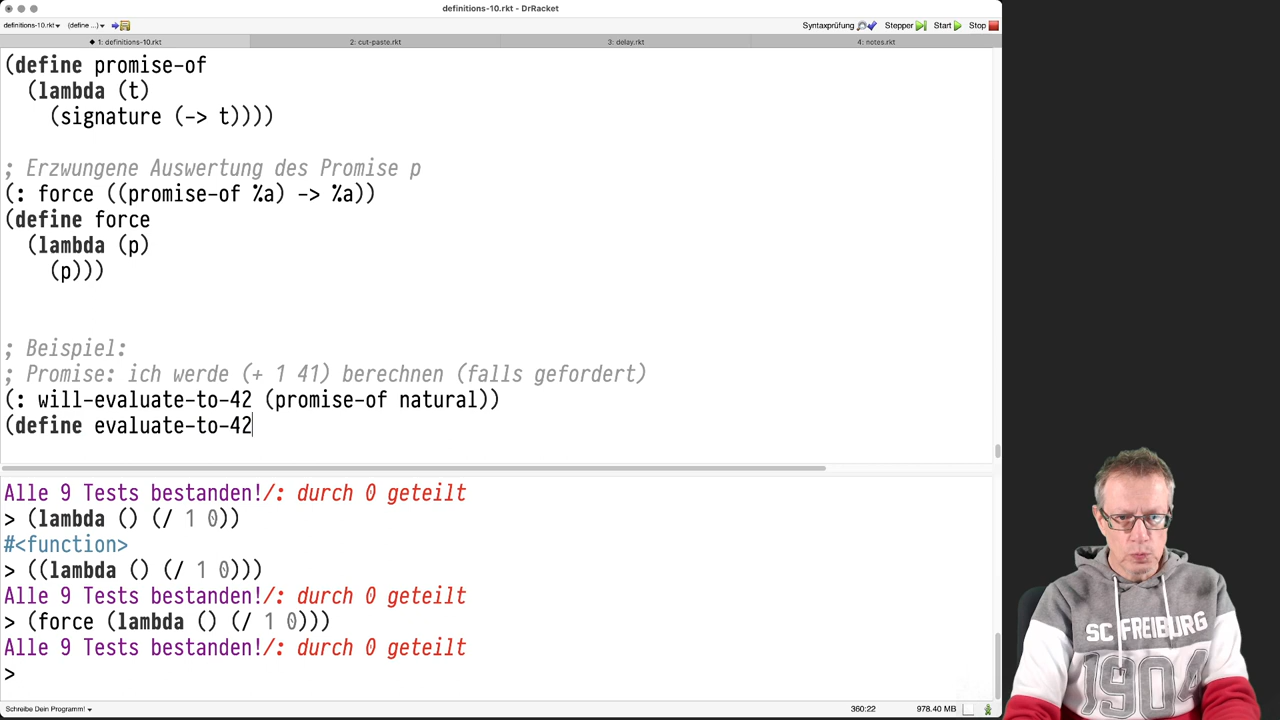 definitions-10.rkt - DrRacket
definitions-10.rkt▾ (define ...)▾ Syntaxprüfung Stepper Start Stop
1: definitions-10.rkt 2: cut-paste.rkt 3: delay.rkt 4: notes.rkt
(define promise-of
(lambda (t)
(signature (-> t))))
; Erzwungene Auswertung des Promise p
(: force ((promise-of %a) -> %a))
(define force
(lambda (p)
(p)))
; Beispiel:
; Promise: ich werde (+ 1 41) berechnen (falls gefordert)
(: will-evaluate-to-42 (promise-of natural))
(define evaluate-to-42
Alle 9 Tests bestanden!/: durch 0 geteilt
> (lambda () (/ 1 0))
#<function>
> ((lambda () (/ 1 0)))
Alle 9 Tests bestanden!/: durch 0 geteilt
> (force (lambda () (/ 1 0)))
Alle 9 Tests bestanden!/: durch 0 geteilt
>
Schreibe Dein Programm!▾ 360:22 978.40 MB
SC FREIBURG
1904